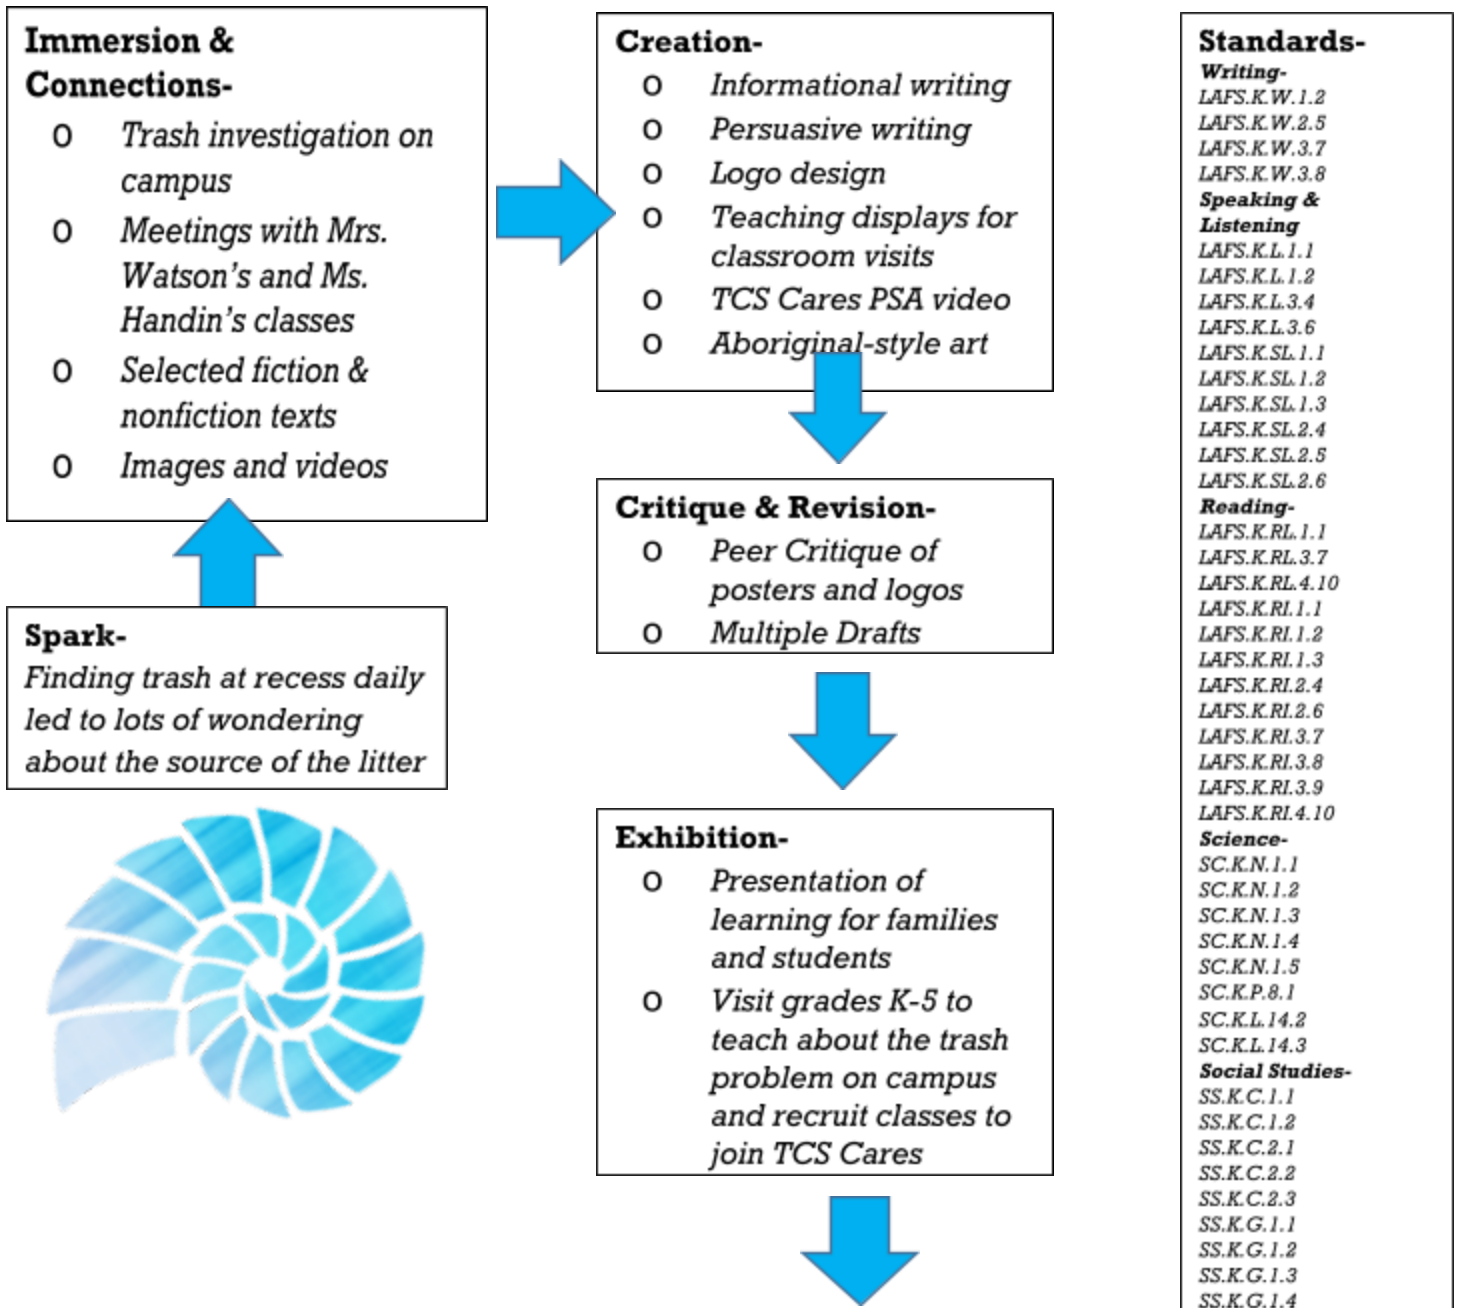 Immersion &
Connections-
o Trash investigation on
campus
o Meetings with Mrs.
Watson's and Ms.
Handin's classes
o Selected fiction &
nonfiction texts
o Images and videos
Spark-
Finding trash at recess daily
led to lots of wondering
about the source of the litter
Creation-
o Informational writing
o Persuasive writing
o Logo design
o Teaching displays for
classroom visits
o TCS Cares PSA video
o Aboriginal-style art
Critique & Revision-
o Peer Critique of
posters and logos
o Multiple Drafts
Exhibition-
o Presentation of
learning for families
and students
o Visit grades K-5 to
teach about the trash
problem on campus
and recruit classes to
join TCS Cares
Standards-
Writing-
LAFS.K.W.1.2
LAFS.K.W.2.5
LAFS.K.W.3.7
LAFS.K.W.3.8
Speaking &
Listening
LAFS.K.L.1.1
LAFS.K.L.1.2
LAFS.K.L.3.4
LAFS.K.L.3.6
LAFS.K.SL.1.1
LAFS.K.SL.1.2
LAFS.K.SL.1.3
LAFS.K.SL.2.4
LAFS.K.SL.2.5
LAFS.K.SL.2.6
Reading-
LAFS.K.RL.1.1
LAFS.K.RL.3.7
LAFS.K.RL.4.10
LAFS.K.RI.1.1
LAFS.K.RI.1.2
LAFS.K.RI.1.3
LAFS.K.RI.2.4
LAFS.K.RI.2.6
LAFS.K.RI.3.7
LAFS.K.RI.3.8
LAFS.K.RI.3.9
LAFS.K.RI.4.10
Science-
SC.K.N.1.1
SC.K.N.1.2
SC.K.N.1.3
SC.K.N.1.4
SC.K.N.1.5
SC.K.P.8.1
SC.K.L.14.2
SC.K.L.14.3
Social Studies-
SS.K.C.1.1
SS.K.C.1.2
SS.K.C.2.1
SS.K.C.2.2
SS.K.C.2.3
SS.K.G.1.1
SS.K.G.1.2
SS.K.G.1.3
SS.K.G.1.4